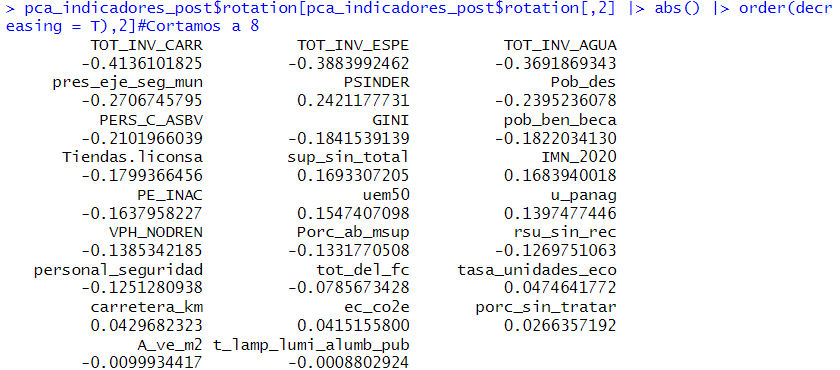 > pca_indicadores_post$rotation[pca_indicadores_post$rotation[,2] |> abs() |> order(decr
easing = T),2]#Cortamos a 8
TOT_INV_CARR TOT_INV_ESPE TOT_INV_AGUA
-0.4136101825 -0.3883992462 -0.3691869343
pres_eje_seg_mun PSINDER Pob_des
-0.2706745795 0.2421177731 -0.2395236078
PERS_C_ASBV GINI pob_ben_beca
-0.2101966039 -0.1841539139 -0.1822034130
Tiendas.liconsa sup_sin_total IMN_2020
-0.1799366456 0.1693307205 0.1683940018
PE_INAC uem50 u_panag
-0.1637958227 0.1547407098 0.1397477446
VPH_NODREN Porc_ab_msup rsu_sin_rec
-0.1385342185 -0.1331770508 -0.1269751063
personal_seguridad tot_del_fc tasa_unidades_eco
-0.1251280938 -0.0785673428 0.0474641772
carretera_km ec_co2e porc_sin_tratar
0.0429682323 0.0415155800 0.0266357192
A_ve_m2 t_lamp_lumi_alumb_pub
-0.0099934417 -0.0008802924